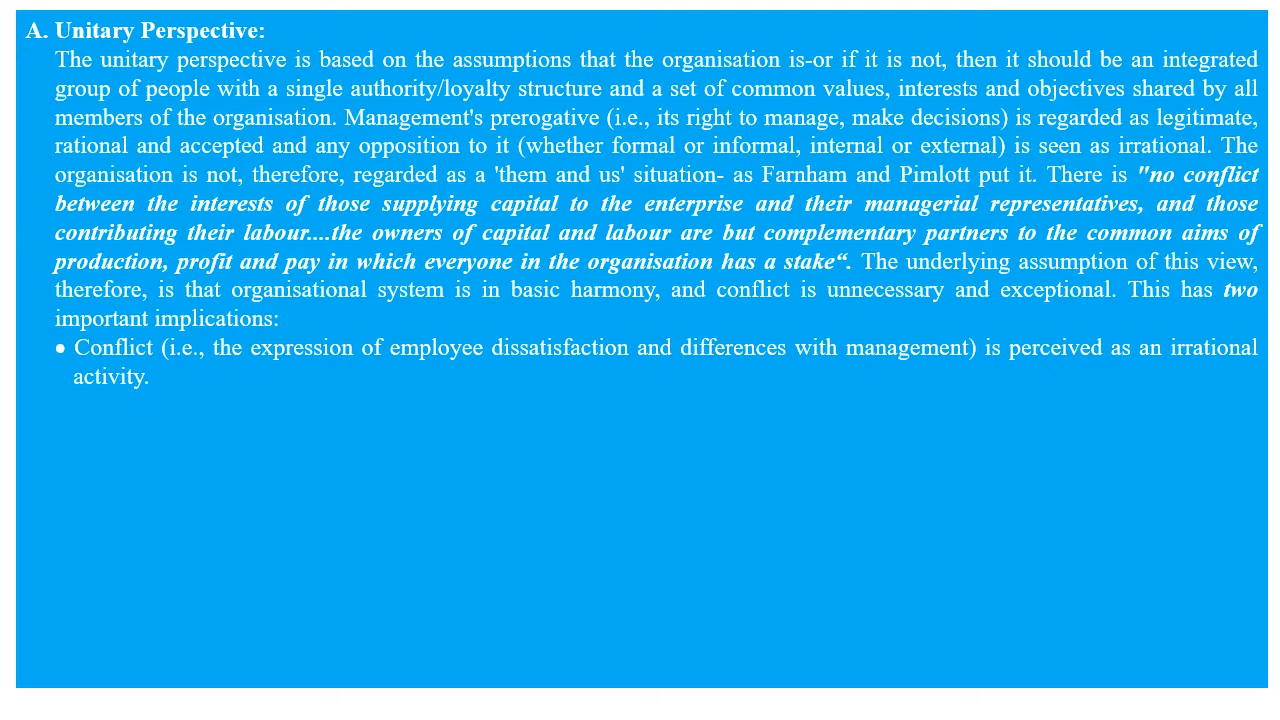 A. Unitary Perspective:
The unitary perspective is based on the assumptions that the organisation is-or if it is not, then it should be an integrated
group of people with a single authority/loyalty structure and a set of common values, interests and objectives shared by all
members of the organisation. Management's prerogative (i.e., its right to manage, make decisions) is regarded as legitimate,
rational and accepted and any opposition to it (whether formal or informal, internal or external) is seen as irrational. The
organisation is not, therefore, regarded as a 'them and us' situation- as Farnham and Pimlott put it. There is "no conflict
between the interests of those supplying capital to the enterprise and their managerial representatives, and those
contributing their labour....the owners of capital and labour are but complementary partners to the common aims of
production, profit and pay in which everyone in the organisation has a stake“. The underlying assumption of this view,
therefore, is that organisational system is in basic harmony, and conflict is unnecessary and exceptional. This has two
important implications:
• Conflict (i.e., the expression of employee dissatisfaction and differences with management) is perceived as an irrational
activity.